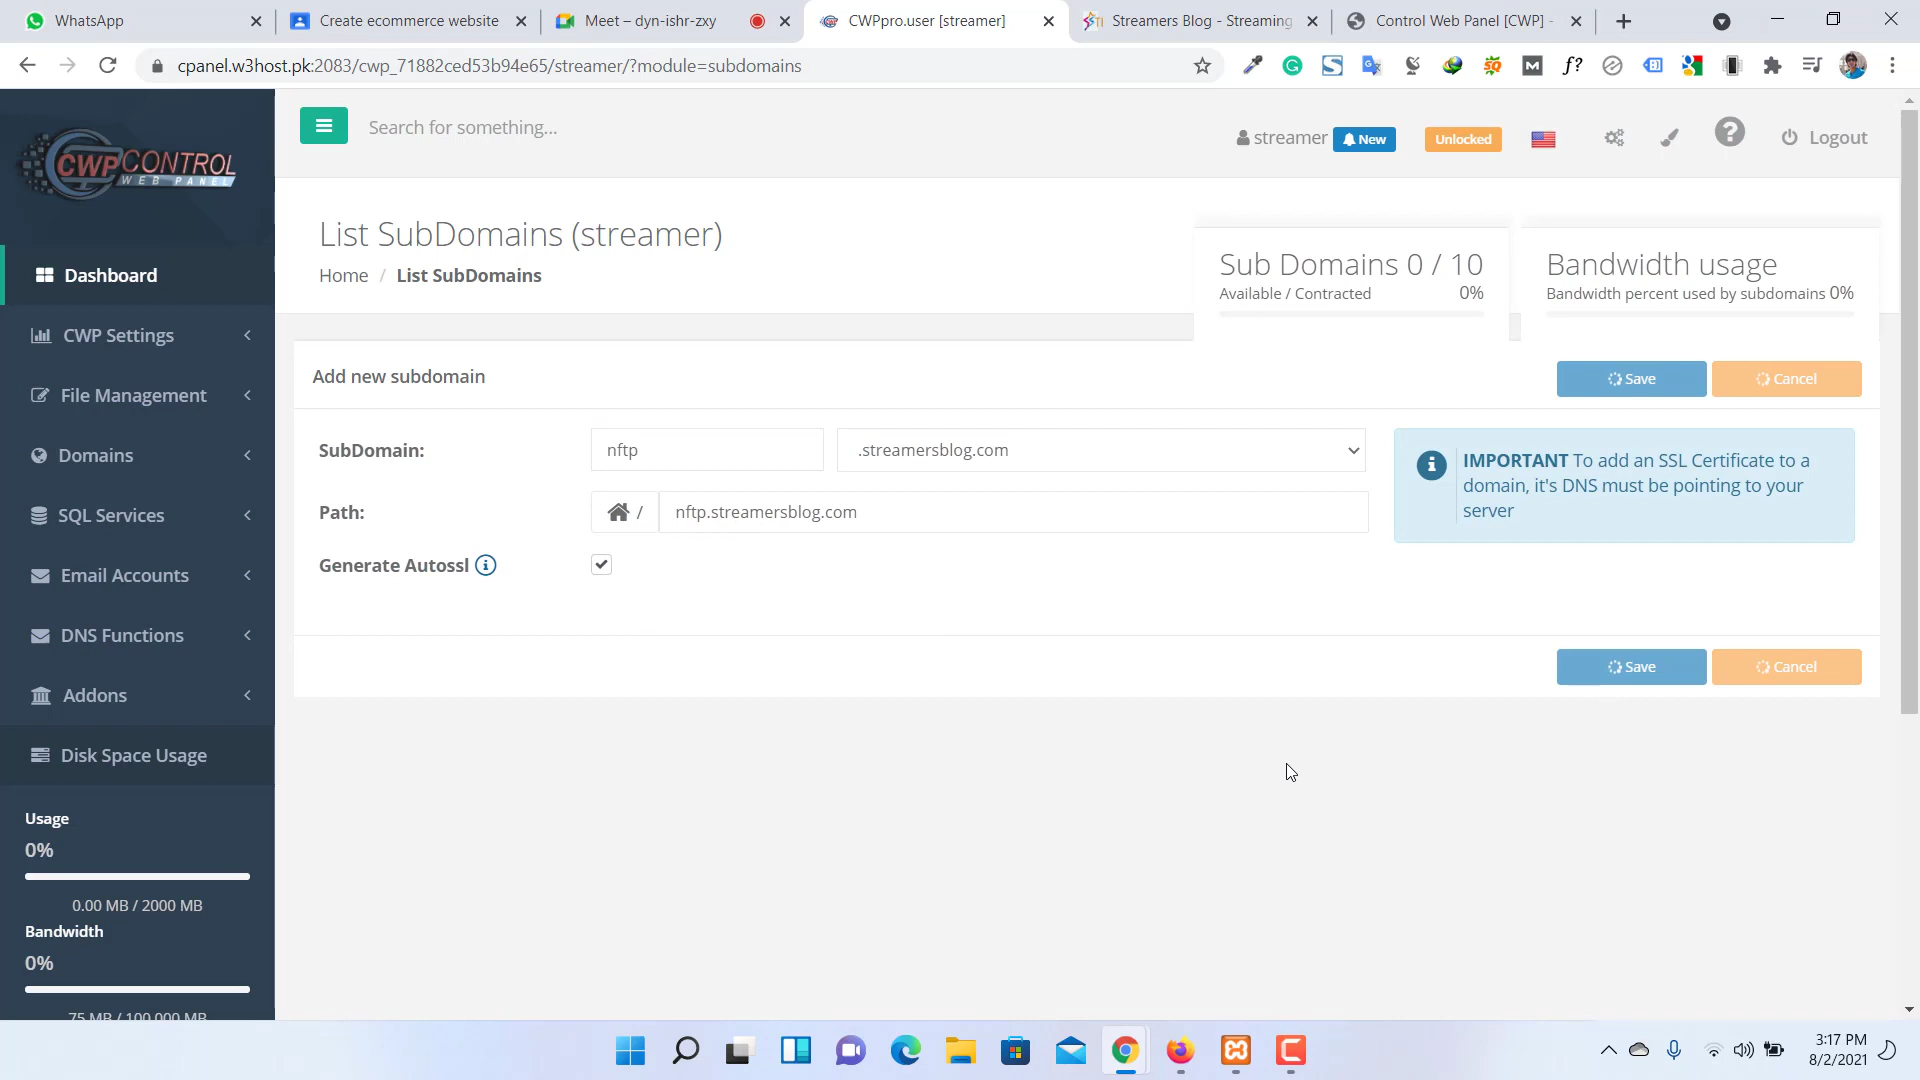 WhatsApp
Create ecommerce website
Meet – dyn-ishr-zxy
CWPpro.user [streamer]
Streamers Blog - Streaming
Control Web Panel [CWP] -
cpanel.w3host.pk:2083/cwp_71882ced53b94e65/streamer/?module=subdomains
CWPCONTROL
WEB PANEL
Search for something...
streamer
New
Unlocked
Logout
List SubDomains (streamer)
Home / List SubDomains
Sub Domains 0 / 10
Available / Contracted 0%
Bandwidth usage
Bandwidth percent used by subdomains 0%
Dashboard
CWP Settings
File Management
Domains
SQL Services
Email Accounts
DNS Functions
Addons
Disk Space Usage
Usage
0%
0.00 MB / 2000 MB
Bandwidth
0%
75 MB / 100,000 MB
Add new subdomain
Save
Cancel
SubDomain:
nftp
.streamersblog.com
Path:
/
nftp.streamersblog.com
Generate Autossl
IMPORTANT To add an SSL Certificate to a
domain, it's DNS must be pointing to your
server
Save
Cancel
3:17 PM
8/2/2021